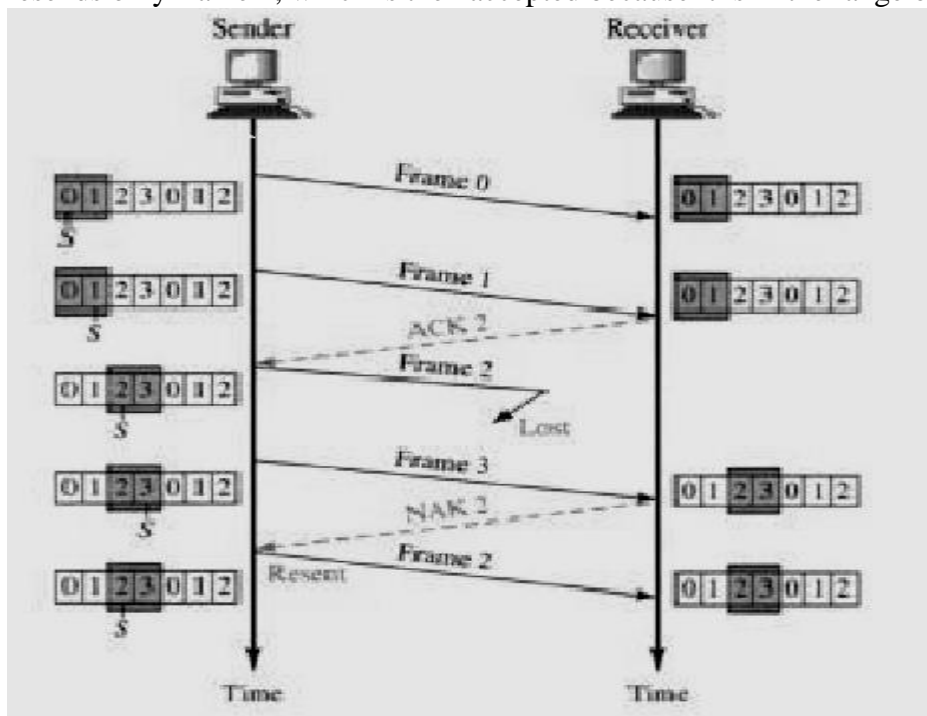 Sender Receiver
Frame 0
0 1 2 3 0 1 2 0 1 2 3 0 1 2
S
Frame 1
0 1 2 3 0 1 2 0 1 2 3 0 1 2
S
ACK 2
Frame 2
0 1 2 3 0 1 2
S
Lost
Frame 3
0 1 2 3 0 1 2 0 1 2 3 0 1 2
S
NAK 2
Frame 2
Resent
0 1 2 3 0 1 2 0 1 2 3 0 1 2
S
Time Time